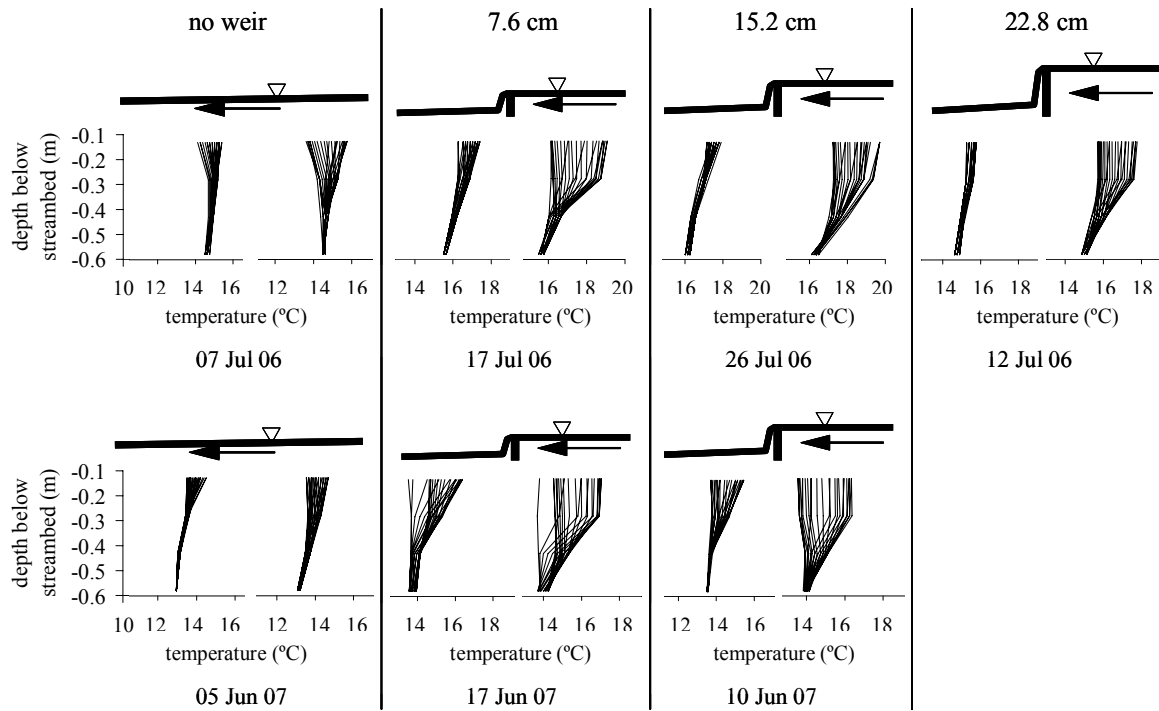 no weir
7.6 cm
15.2 cm
22.8 cm
depth below
streambed (m)
-0.1
-0.2
-0.3
-0.4
-0.5
-0.6
10 12 14 16 12 14 16
14 16 18 14 16 18 20
16 18 20 16 18 20
14 16 14 16 18
temperature (ºC)
temperature (ºC)
temperature (ºC)
temperature (ºC)
07 Jul 06
17 Jul 06
26 Jul 06
12 Jul 06
depth below
streambed (m)
-0.1
-0.2
-0.3
-0.4
-0.5
-0.6
10 12 14 16 12 14 16
14 16 18 14 16 18
12 14 16 14 16 18
temperature (ºC)
temperature (ºC)
temperature (ºC)
05 Jun 07
17 Jun 07
10 Jun 07